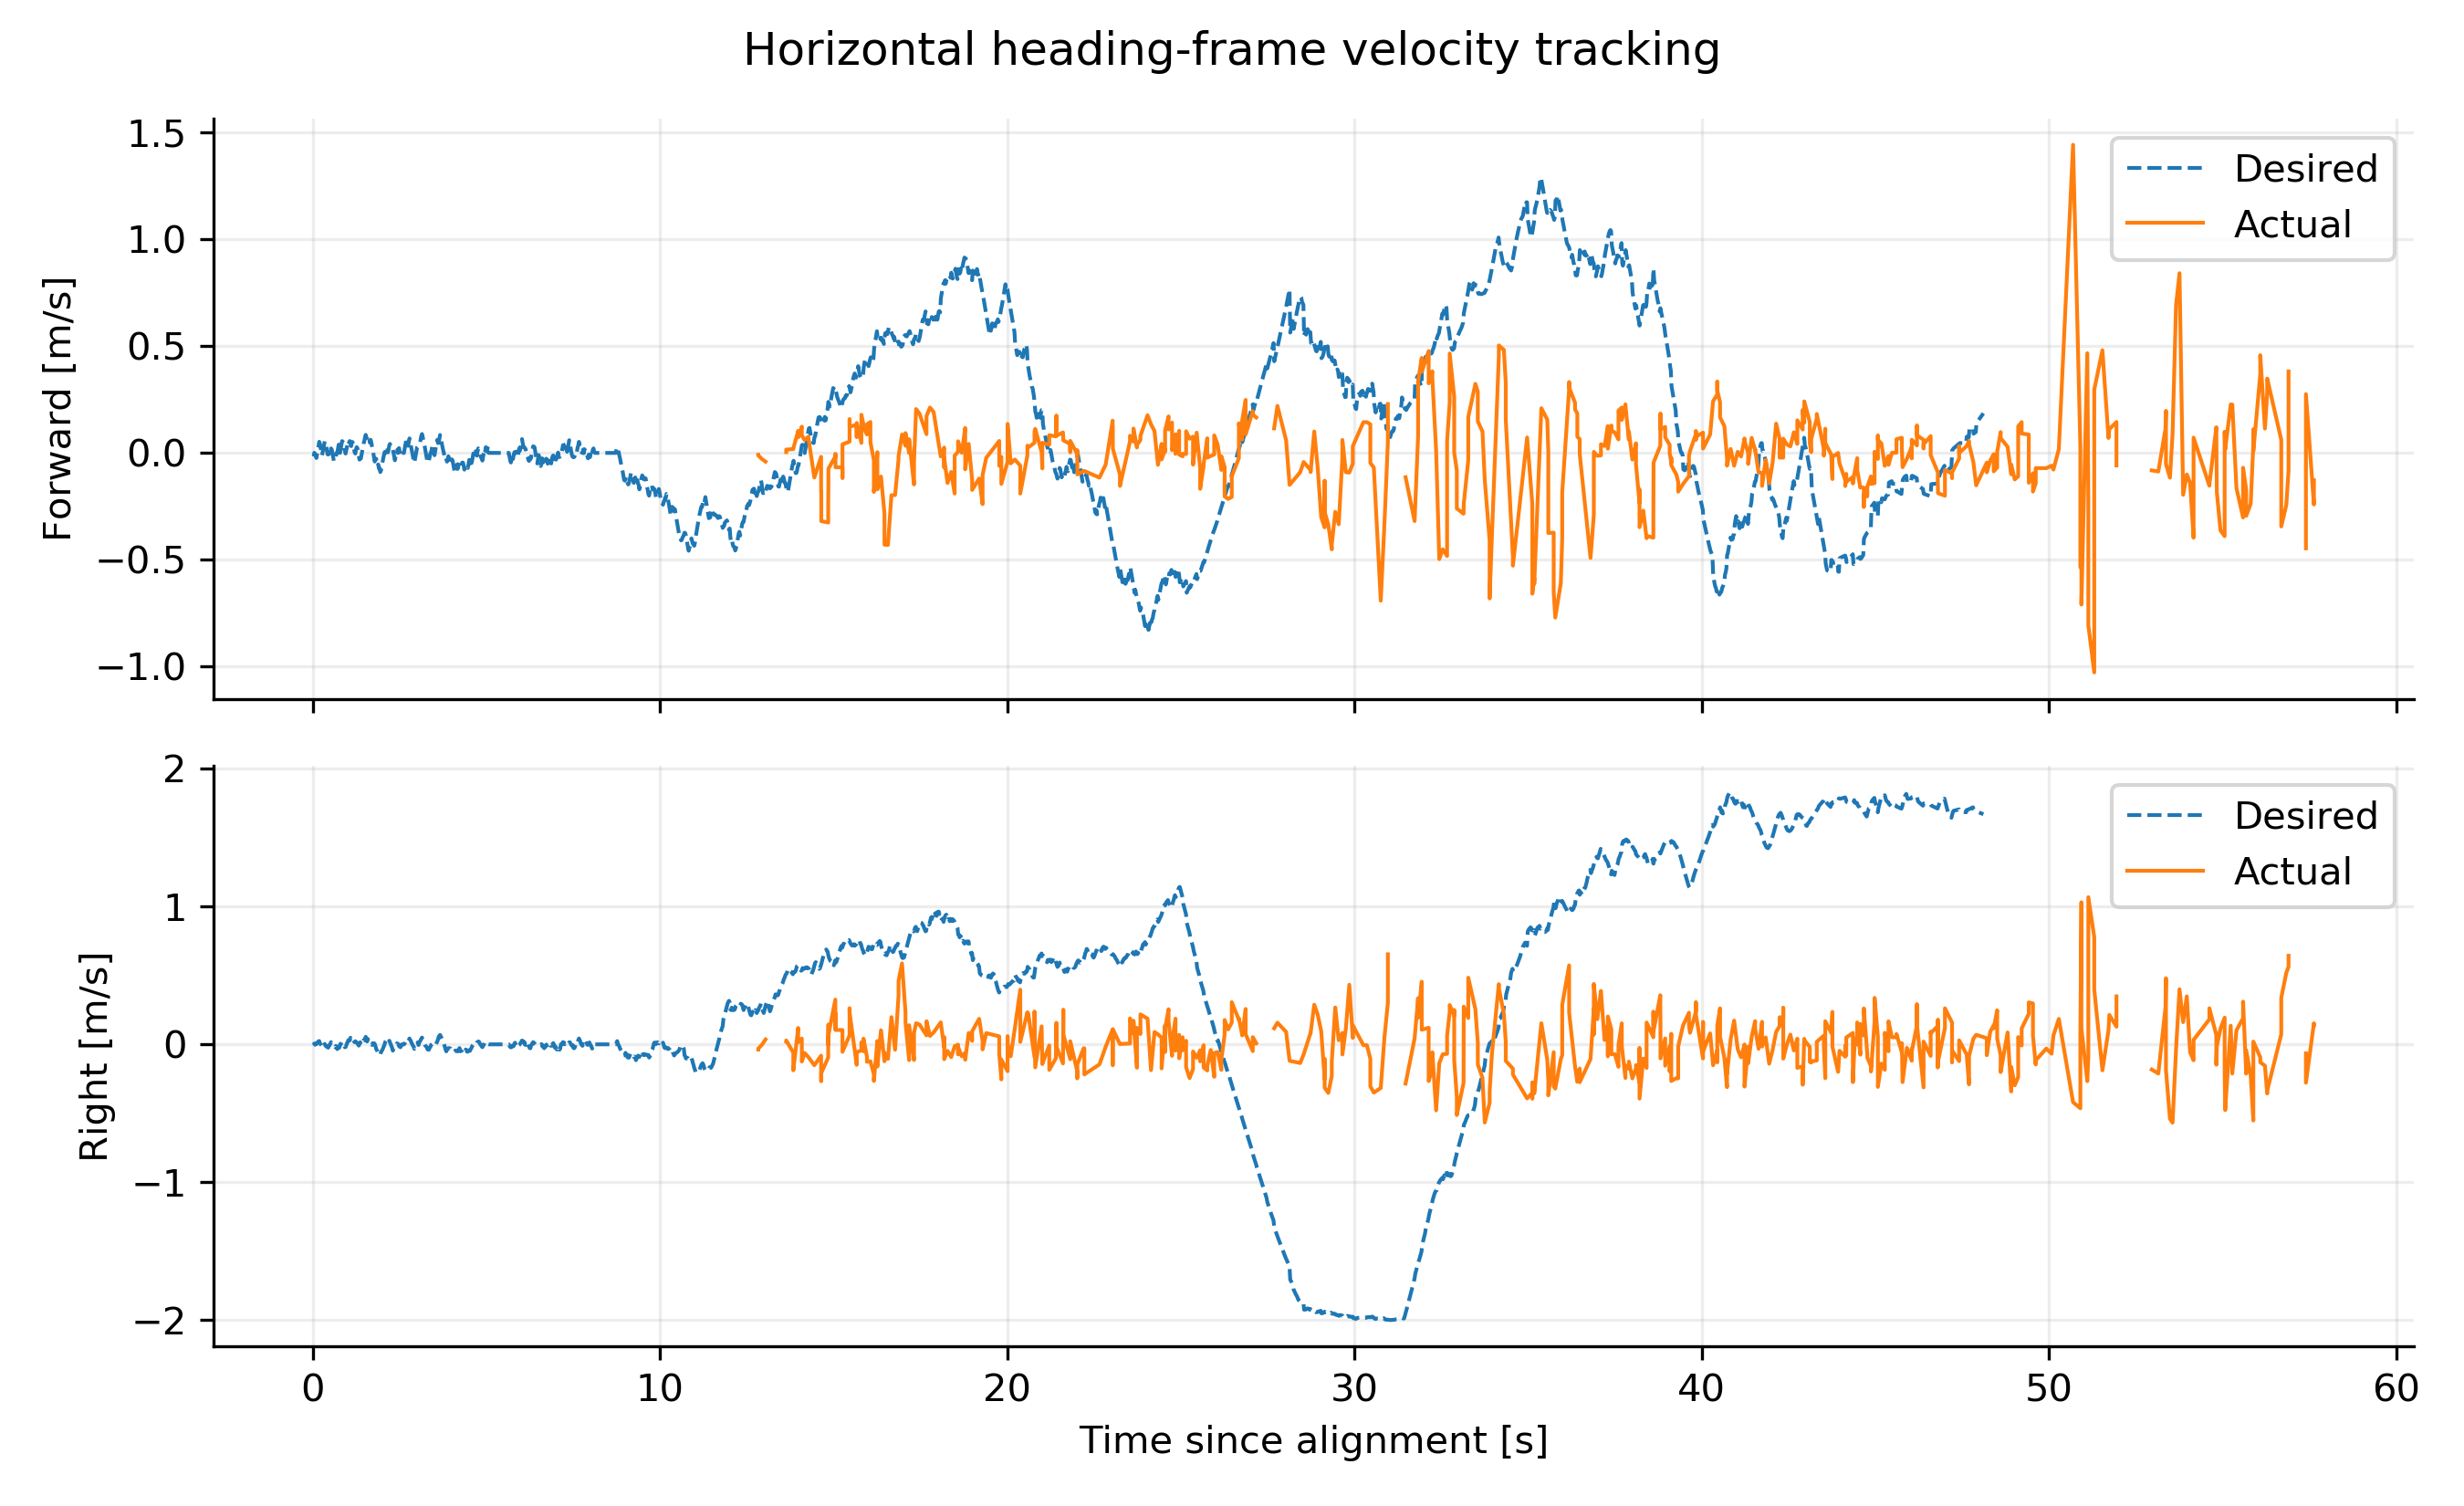 Horizontal heading-frame velocity tracking
1.5
1.0
0.5
0.0
−0.5
−1.0
Forward [m/s]
Desired
Actual
2
1
0
−1
−2
Right [m/s]
Desired
Actual
0 10 20 30 40 50 60
Time since alignment [s]